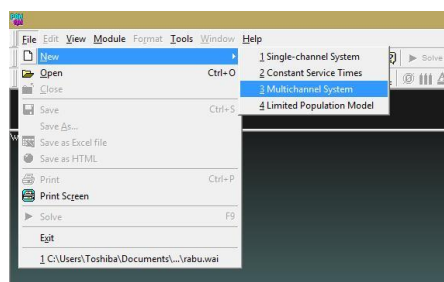 File Edit View Module Format Tools Window Help
New
1 Single-channel System
Solve
Open Ctrl+O
2 Constant Service Times
Close
3 Multichannel System
Save Ctrl+S
4 Limited Population Model
Save As...
Save as Excel file
Save as HTML
Print Ctrl+P
Print Screen
Solve F9
Exit
1 C:\Users\Toshiba\Documents\...\rabu.wai